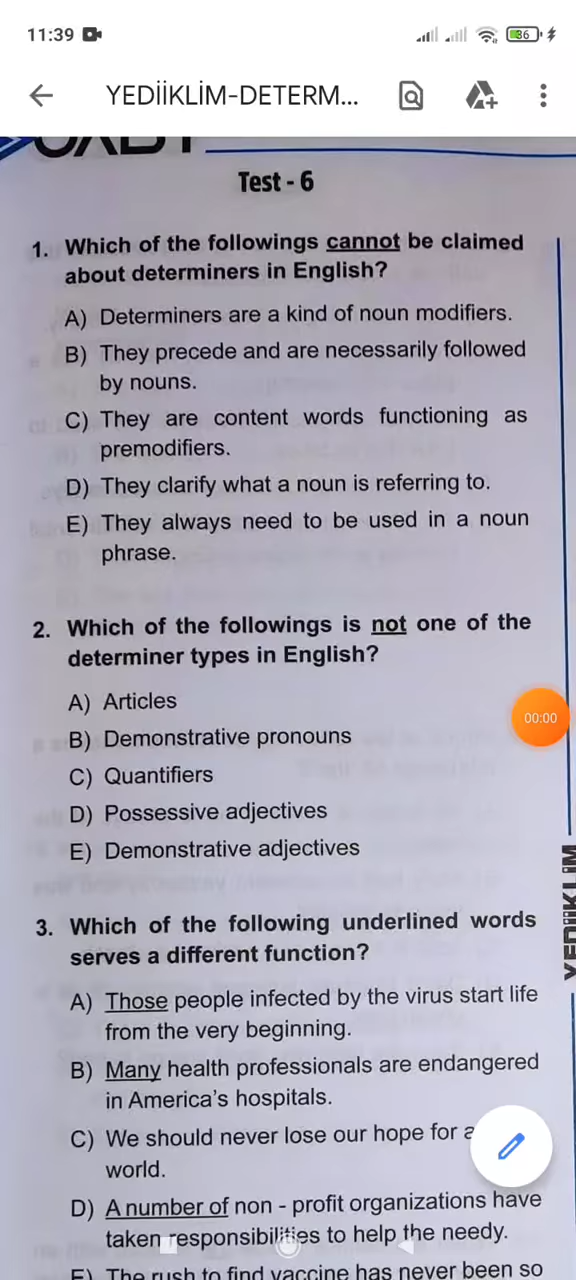 11:39
36
YEDİİKLİM-DETERM...
Test - 6
1. Which of the followings cannot be claimed
about determiners in English?
A) Determiners are a kind of noun modifiers.
B) They precede and are necessarily followed
by nouns.
C) They are content words functioning as
premodifiers.
D) They clarify what a noun is referring to.
E) They always need to be used in a noun
phrase.
2. Which of the followings is not one of the
determiner types in English?
A) Articles
B) Demonstrative pronouns
00:00
C) Quantifiers
D) Possessive adjectives
E) Demonstrative adjectives
YEDİİKLİM
3. Which of the following underlined words
serves a different function?
A) Those people infected by the virus start life
from the very beginning.
B) Many health professionals are endangered
in America's hospitals.
C) We should never lose our hope for a
world.
D) A number of non - profit organizations have
taken responsibilities to help the needy.
E) The rush to find vaccine has never been so